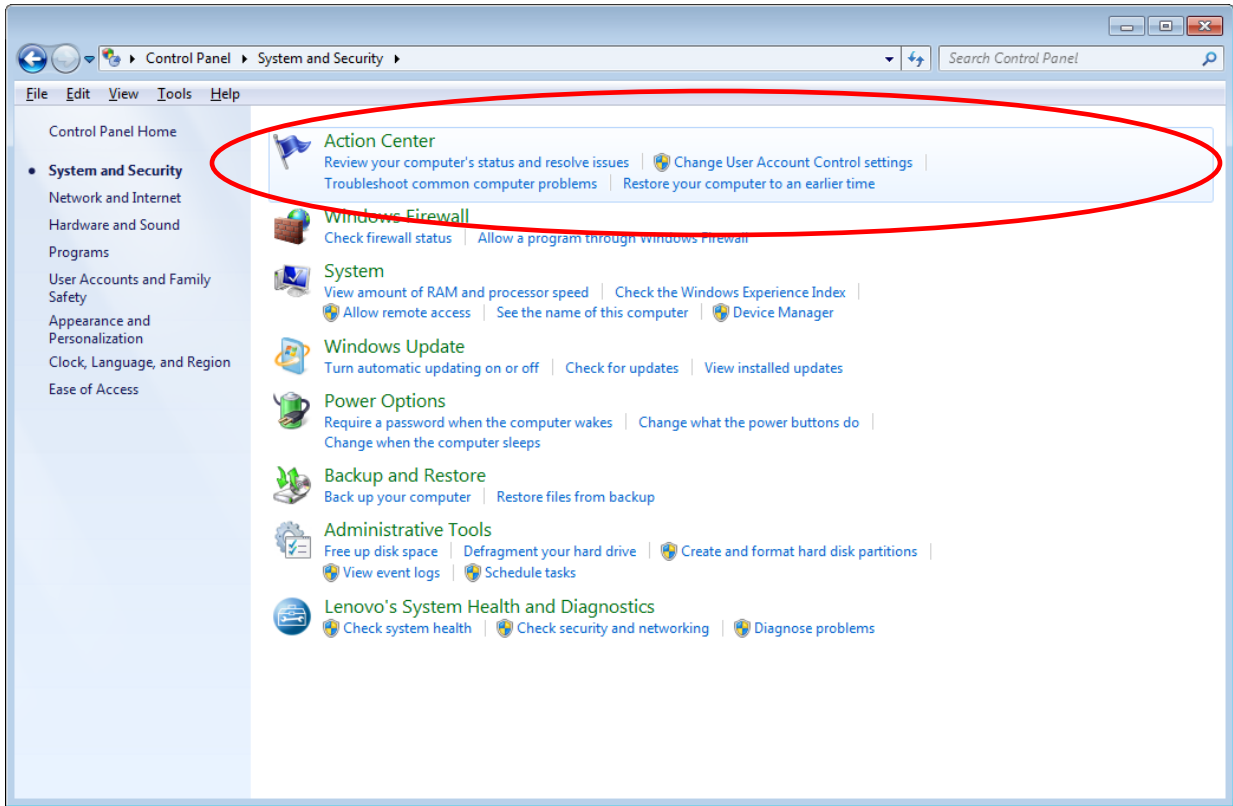 Control Panel System and Security
Search Control Panel
File Edit View Tools Help
Control Panel Home
System and Security
Network and Internet
Hardware and Sound
Programs
User Accounts and Family
Safety
Appearance and
Personalization
Clock, Language, and Region
Ease of Access
Action Center
Review your computer's status and resolve issues Change User Account Control settings
Troubleshoot common computer problems Restore your computer to an earlier time
Windows Firewall
Check firewall status Allow a program through Windows Firewall
System
View amount of RAM and processor speed Check the Windows Experience Index
Allow remote access See the name of this computer Device Manager
Windows Update
Turn automatic updating on or off Check for updates View installed updates
Power Options
Require a password when the computer wakes Change what the power buttons do
Change when the computer sleeps
Backup and Restore
Back up your computer Restore files from backup
Administrative Tools
Free up disk space Defragment your hard drive Create and format hard disk partitions
View event logs Schedule tasks
Lenovo's System Health and Diagnostics
Check system health Check security and networking Diagnose problems